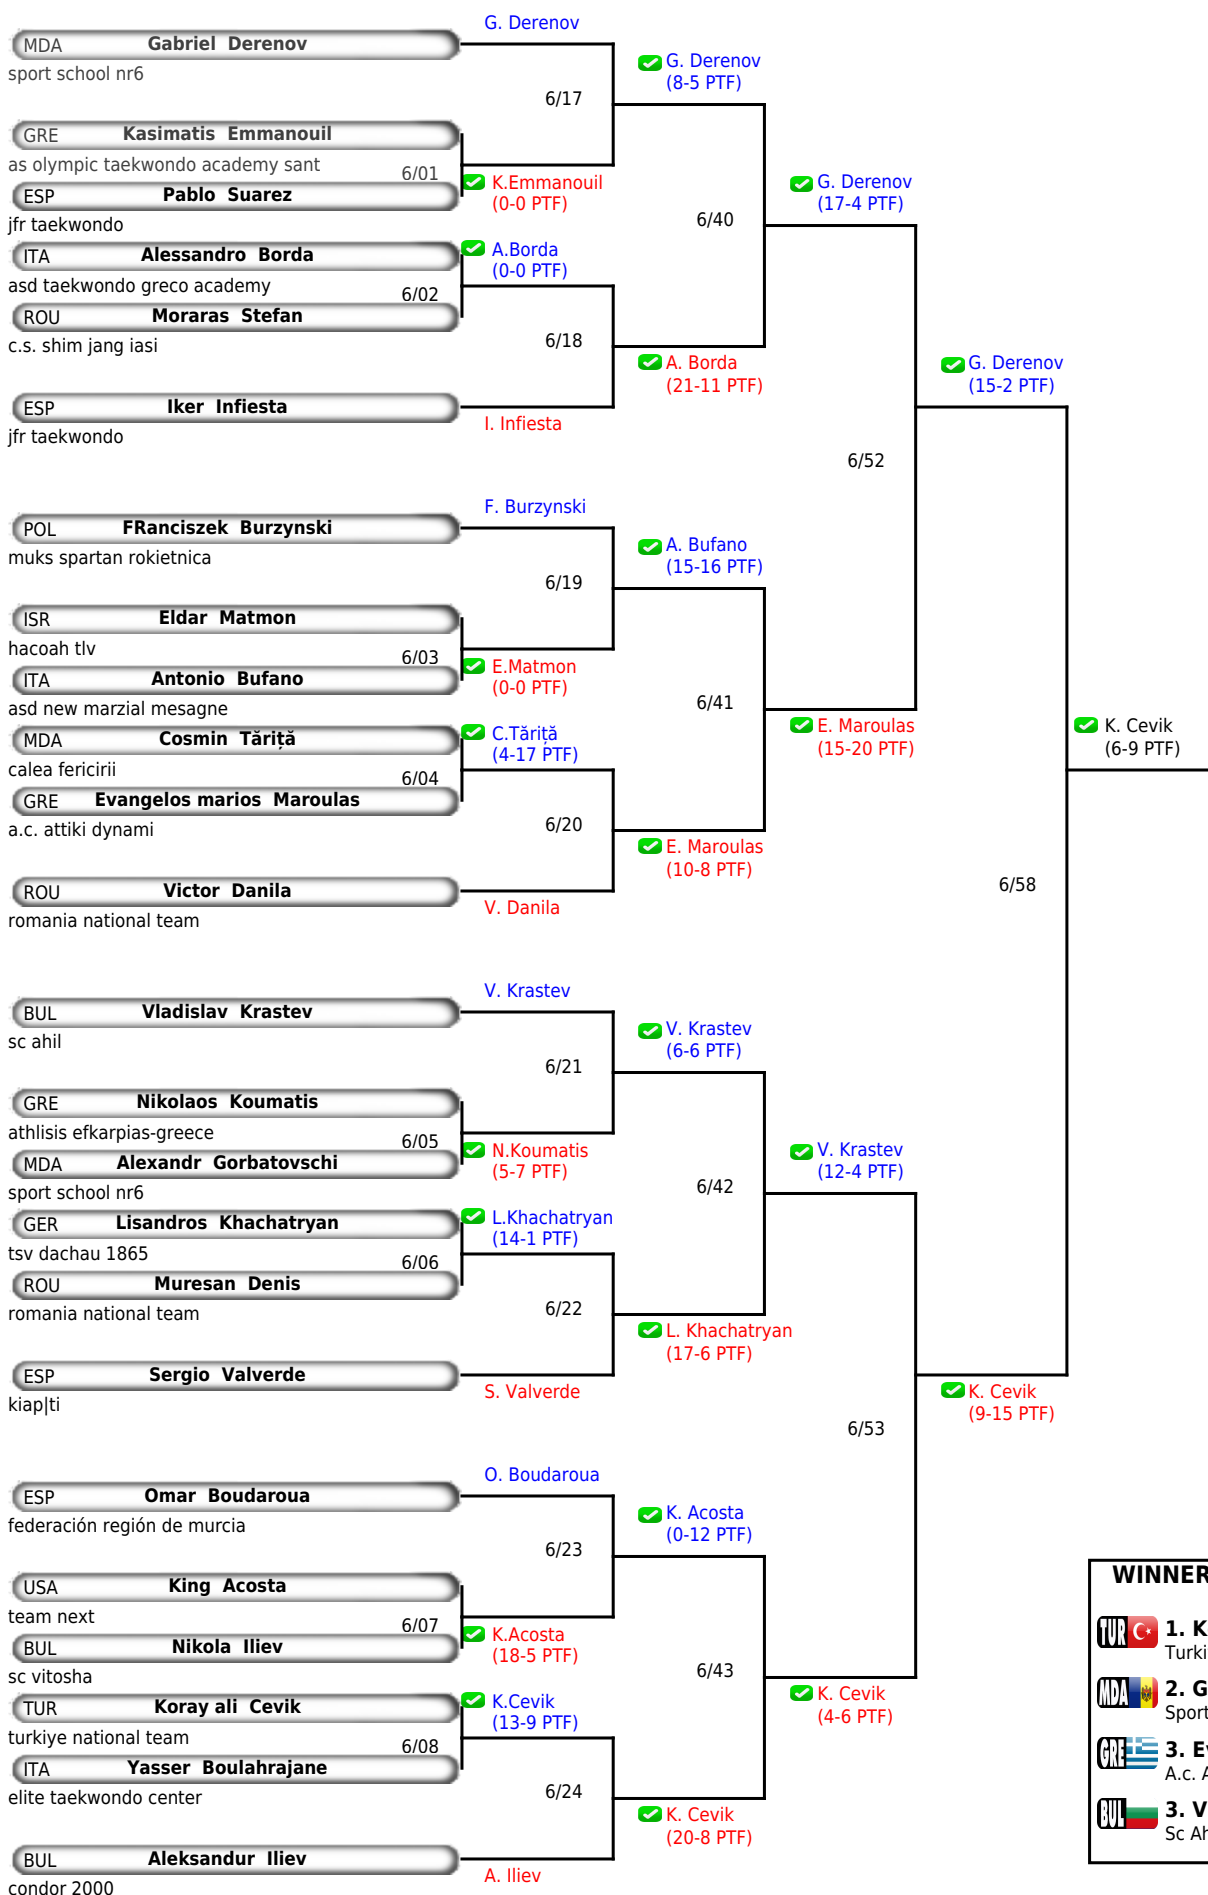 G. Derenov
MDA Gabriel Derenov
sport school nr6
G. Derenov
(8-5 PTF)
6/17
GRE Kasimatis Emmanouil
as olympic taekwondo academy sant
6/01
ESP Pablo Suarez
jfr taekwondo
K.Emmanouil
(0-0 PTF)
G. Derenov
(17-4 PTF)
6/40
ITA Alessandro Borda
asd taekwondo greco academy
A.Borda
(0-0 PTF)
6/02
ROU Moraras Stefan
c.s. shim jang iasi
6/18
A. Borda
(21-11 PTF)
G. Derenov
(15-2 PTF)
ESP Iker Infiesta
jfr taekwondo
I. Infiesta
6/52
F. Burzynski
POL FRanciszek Burzynski
muks spartan rokietnica
A. Bufano
(15-16 PTF)
6/19
ISR Eldar Matmon
hacoah tlv
6/03
ITA Antonio Bufano
asd new marzial mesagne
E.Matmon
(0-0 PTF)
6/41
MDA Cosmin Tăriță
calea fericirii
C.Tăriță
(4-17 PTF)
E. Maroulas
(15-20 PTF)
K. Cevik
(6-9 PTF)
6/04
GRE Evangelos marios Maroulas
a.c. attiki dynami
6/20
E. Maroulas
(10-8 PTF)
ROU Victor Danila
romania national team
V. Danila
6/58
V. Krastev
BUL Vladislav Krastev
sc ahil
V. Krastev
(6-6 PTF)
6/21
GRE Nikolaos Koumatis
athlisis efkarpias-greece
6/05
MDA Alexandr Gorbatovschi
sport school nr6
N.Koumatis
(5-7 PTF)
V. Krastev
(12-4 PTF)
6/42
GER Lisandros Khachatryan
tsv dachau 1865
L.Khachatryan
(14-1 PTF)
6/06
ROU Muresan Denis
romania national team
6/22
L. Khachatryan
(17-6 PTF)
ESP Sergio Valverde
kiap|ti
S. Valverde
K. Cevik
(9-15 PTF)
6/53
O. Boudaroua
ESP Omar Boudaroua
federación región de murcia
K. Acosta
(0-12 PTF)
6/23
USA King Acosta
team next
6/07
BUL Nikola Iliev
sc vitosha
K.Acosta
(18-5 PTF)
6/43
TUR Koray ali Cevik
turkiye national team
K.Cevik
(13-9 PTF)
K. Cevik
(4-6 PTF)
6/08
ITA Yasser Boulahrajane
elite taekwondo center
6/24
K. Cevik
(20-8 PTF)
BUL Aleksandur Iliev
condor 2000
A. Iliev
WINNER
TUR 1. K
Turki
MDA 2. G
Sport
GRE 3. Ev
A.c. A
BUL 3. V
Sc Ah